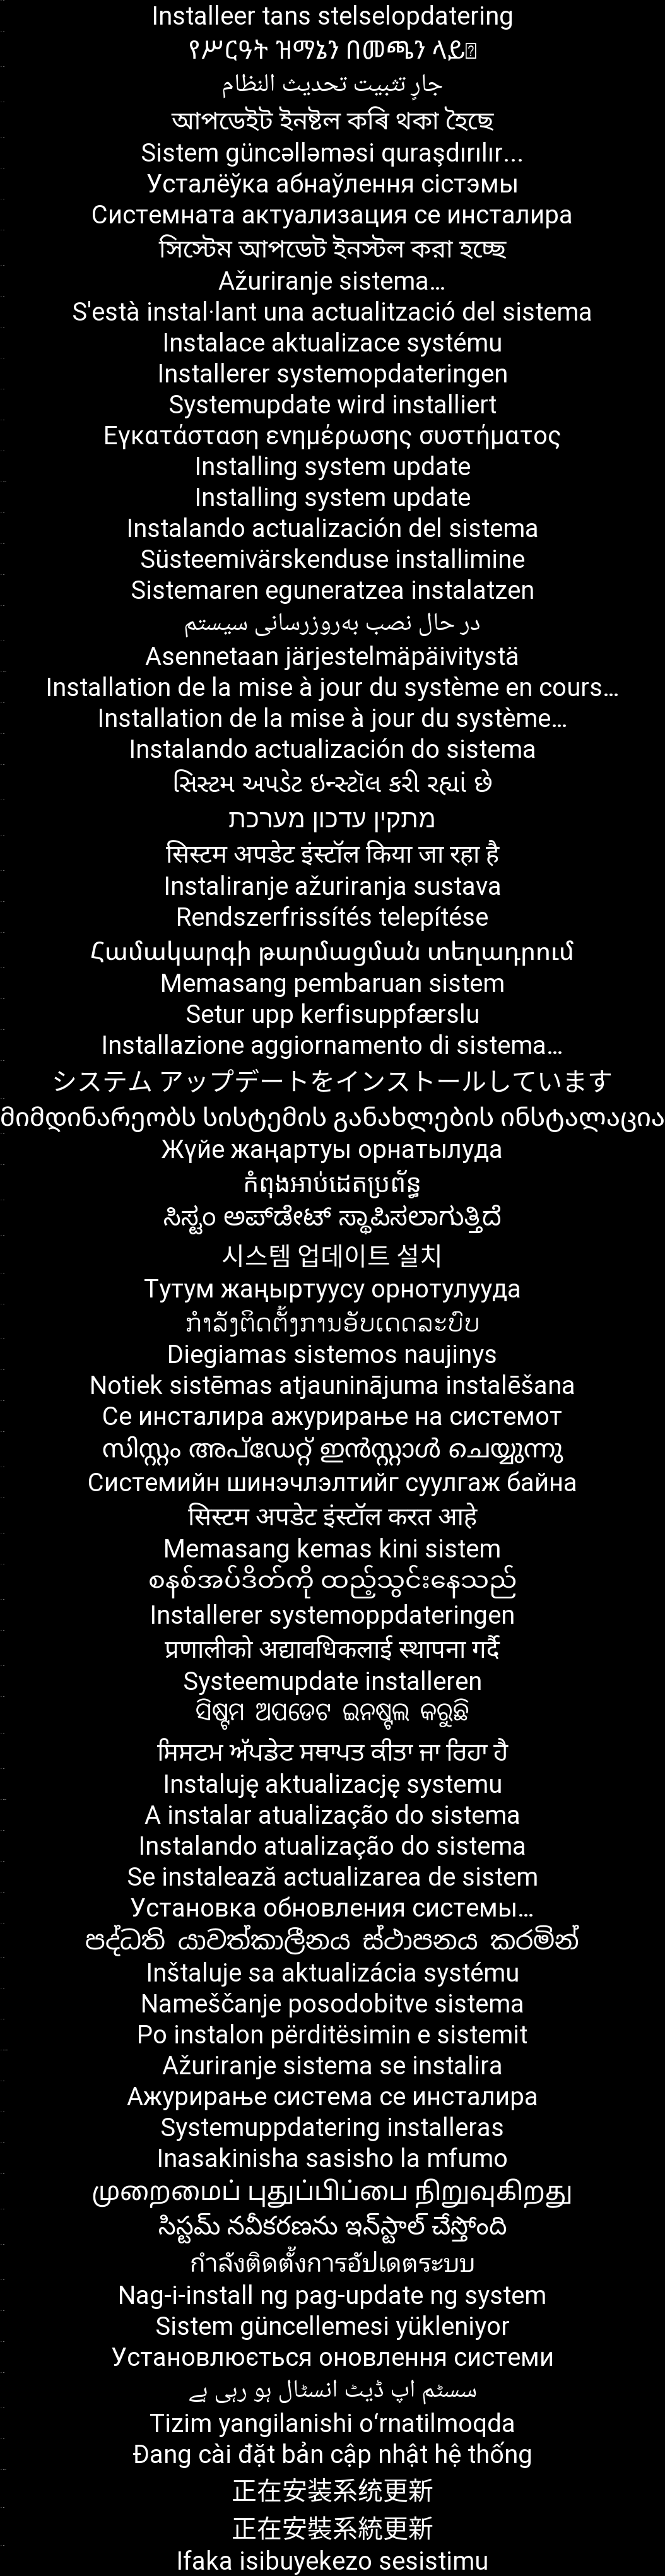 Installeer tans stelselopdatering
የሥርዓት ዝማኔን በመጫን ላይ
جارٍ تثبيت تحديث النظام
আপডেইট ইনষ্টল কৰি থকা হৈছে
Sistem güncəlləməsi quraşdırılır...
Усталёўка абнаўлення сістэмы
Системната актуализация се инсталира
সিস্টেম আপডেট ইনস্টল করা হচ্ছে
Ažuriranje sistema…
S'està instal·lant una actualització del sistema
Instalace aktualizace systému
Installerer systemopdateringen
Systemupdate wird installiert
Εγκατάσταση ενημέρωσης συστήματος
Installing system update
Installing system update
Instalando actualización del sistema
Süsteemivärskenduse installimine
Sistemaren eguneratzea instalatzen
در حال نصب به‌روزرسانی سیستم
Asennetaan järjestelmäpäivitystä
Installation de la mise à jour du système en cours…
Installation de la mise à jour du système…
Instalando actualización do sistema
સિસ્ટમ અપડેટ ઇન્સ્ટૉલ કરી રહ્યાં છે
מתקין עדכון מערכת
सिस्टम अपडेट इंस्टॉल किया जा रहा है
Instaliranje ažuriranja sustava
Rendszerfrissítés telepítése
Համակարգի թարմացման տեղադրում
Memasang pembaruan sistem
Setur upp kerfisuppfærslu
Installazione aggiornamento di sistema…
システム アップデートをインストールしています
მიმდინარეობს სისტემის განახლების ინსტალაცია
Жүйе жаңартуы орнатылуда
កំពុងអាប់ដេតប្រព័ន្ធ
ಸಿಸ್ಟಂ ಅಪ್‌ಡೇಟ್ ಸ್ಥಾಪಿಸಲಾಗುತ್ತಿದೆ
시스템 업데이트 설치
Тутум жаңыртуусу орнотулууда
ກຳລັງຕິດຕັ້ງການອັບເດດລະບົບ
Diegiamas sistemos naujinys
Notiek sistēmas atjauninājuma instalēšana
Се инсталира ажурирање на системот
സിസ്റ്റം അപ്ഡേറ്റ് ഇൻസ്റ്റാൾ ചെയ്യുന്നു
Системийн шинэчлэлтийг суулгаж байна
सिस्टम अपडेट इंस्टॉल करत आहे
Memasang kemas kini sistem
စနစ်အပ်ဒိတ်ကို ထည့်သွင်းနေသည်
Installerer systemoppdateringen
प्रणालीको अद्यावधिकलाई स्थापना गर्दै
Systeemupdate installeren
ସିଷ୍ଟମ ଅପଡେଟ ଇନଷ୍ଟଲ କରୁଛି
ਸਿਸਟਮ ਅੱਪਡੇਟ ਸਥਾਪਤ ਕੀਤਾ ਜਾ ਰਿਹਾ ਹੈ
Instaluję aktualizację systemu
A instalar atualização do sistema
Instalando atualização do sistema
Se instalează actualizarea de sistem
Установка обновления системы…
පද්ධති යාවත්කාලීනය ස්ථාපනය කරමින්
Inštaluje sa aktualizácia systému
Nameščanje posodobitve sistema
Po instalon përditësimin e sistemit
Ažuriranje sistema se instalira
Ажурирање система се инсталира
Systemuppdatering installeras
Inasakinisha sasisho la mfumo
முறைமைப் புதுப்பிப்பை நிறுவுகிறது
సిస్టమ్ నవీకరణను ఇన్‌స్టాల్ చేస్తోంది
กำลังติดตั้งการอัปเดตระบบ
Nag-i-install ng pag-update ng system
Sistem güncellemesi yükleniyor
Установлюється оновлення системи
سسٹم اپ ڈیٹ انسٹال ہو رہی ہے
Tizim yangilanishi o‘rnatilmoqda
Đang cài đặt bản cập nhật hệ thống
正在安装系统更新
正在安裝系統更新
Ifaka isibuyekezo sesistimu